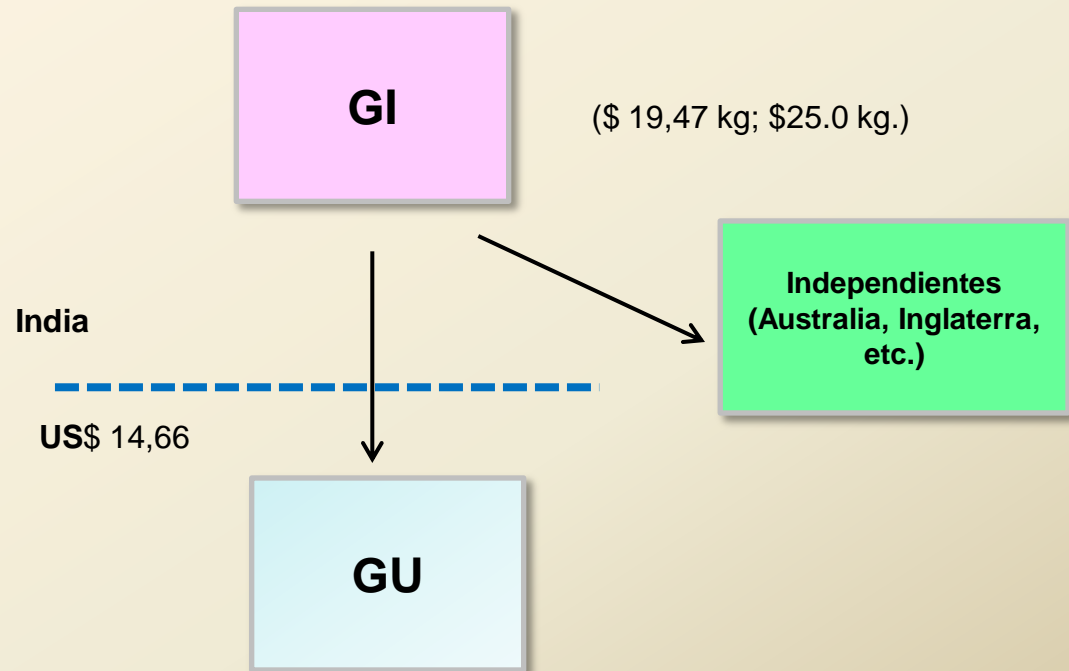 GI
($ 19,47 kg; $25.0 kg.)
Independientes
(Australia, Inglaterra,
etc.)
India
US$ 14,66
GU